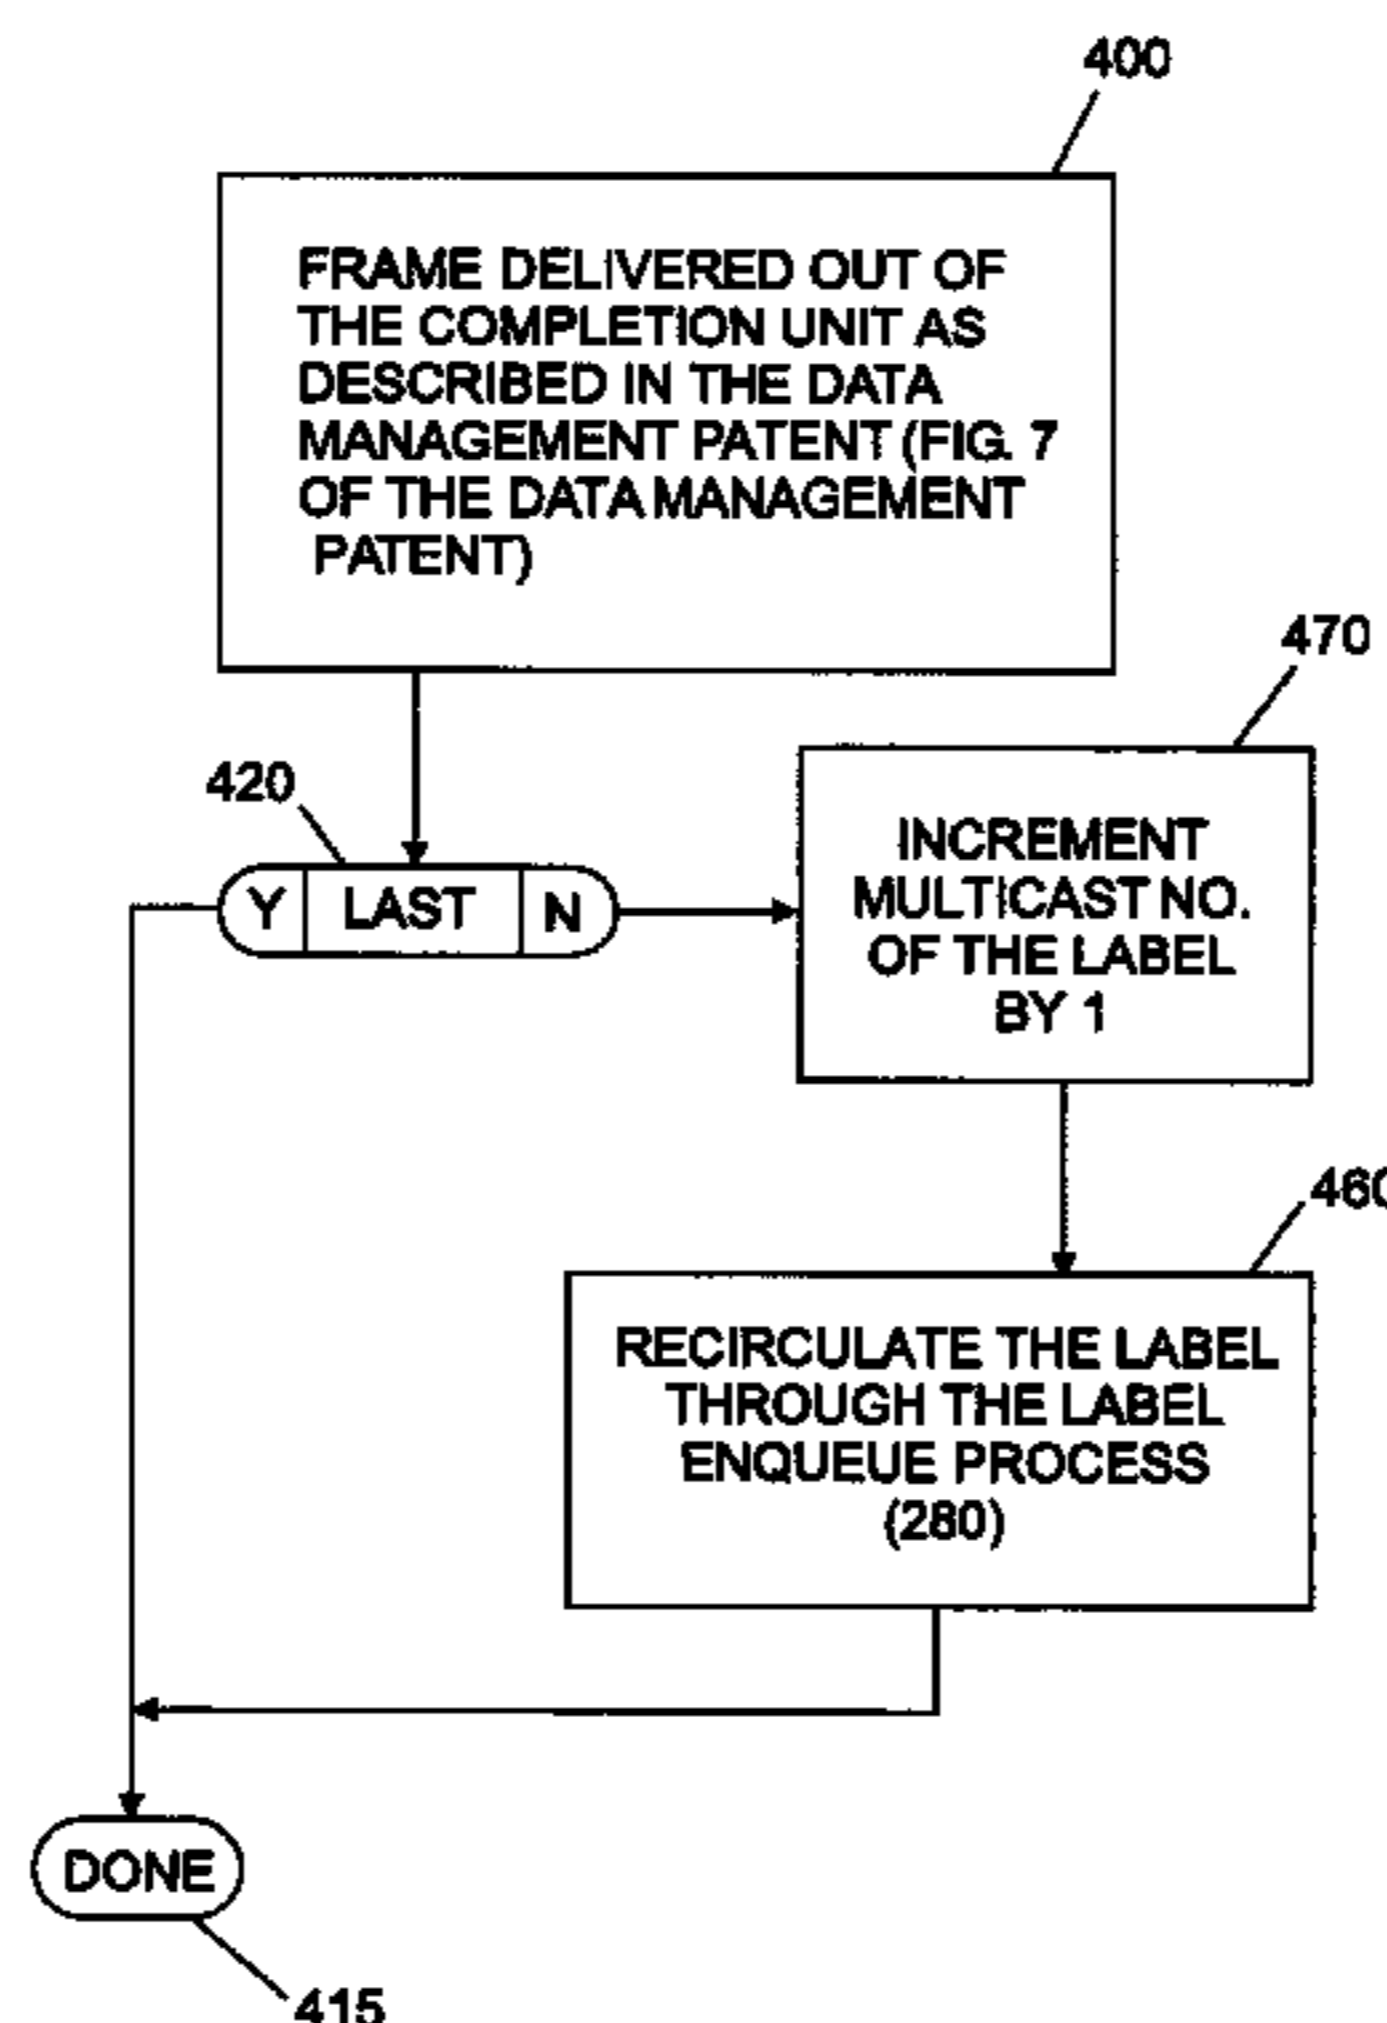 400
FRAME DELIVERED OUT OF
THE COMPLETION UNIT AS
DESCRIBED IN THE DATA
MANAGEMENT PATENT (FIG. 7
OF THE DATA MANAGEMENT
PATENT)
470
420
Y LAST N
INCREMENT
MULTICAST NO.
OF THE LABEL
BY 1
460
RECIRCULATE THE LABEL
THROUGH THE LABEL
ENQUEUE PROCESS
(280)
DONE
415